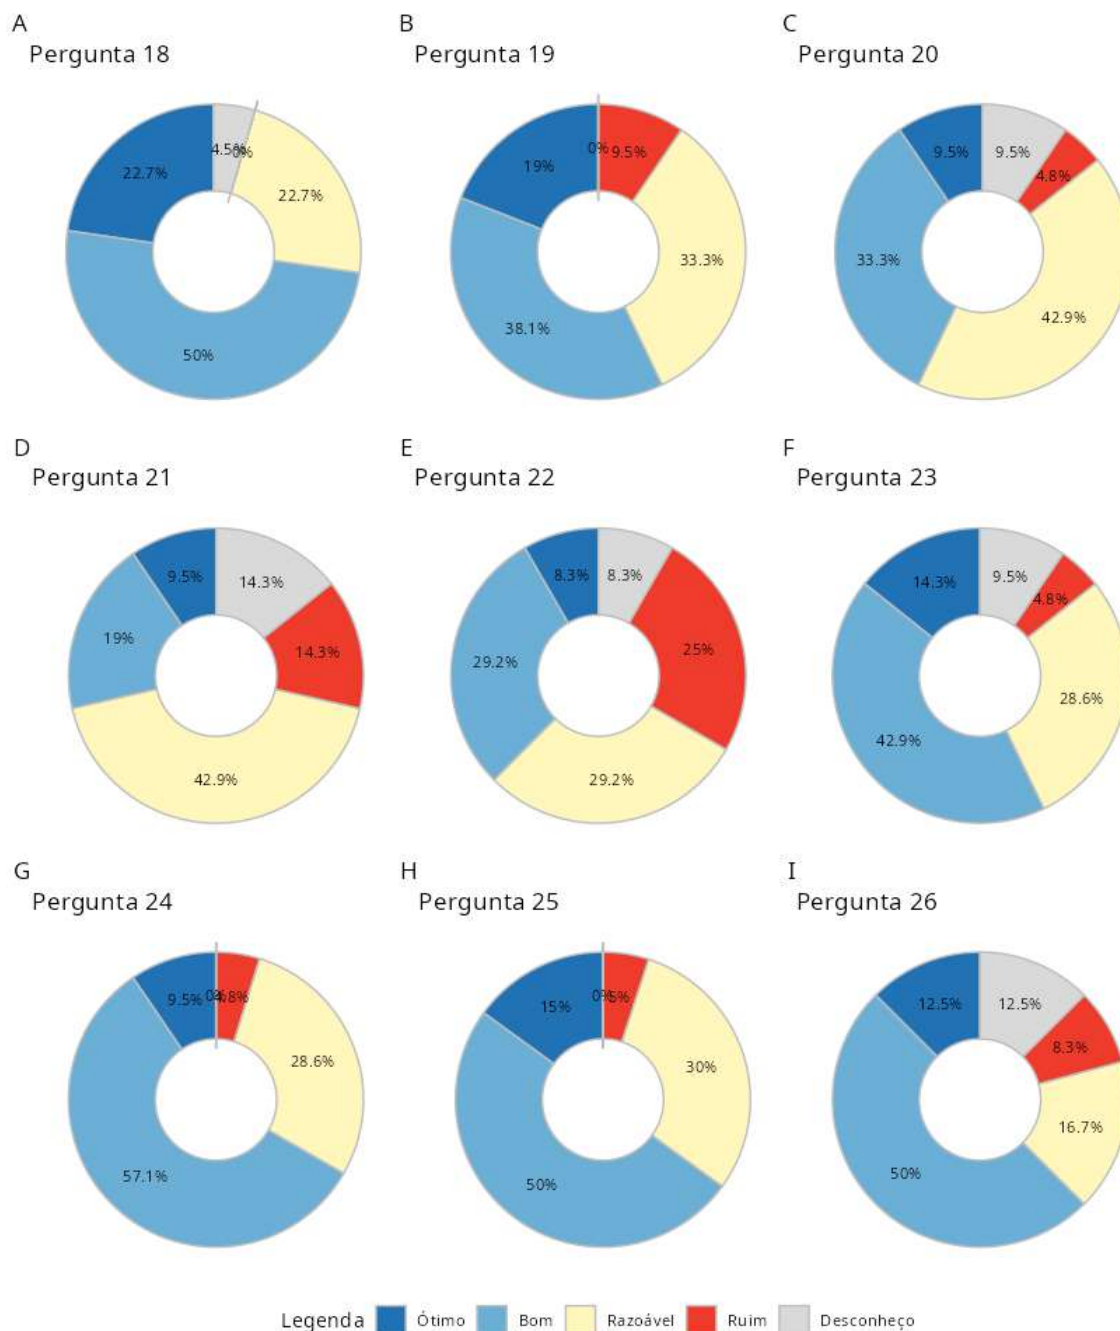 A
Pergunta 18
4.5%
0%
22.7%
22.7%
50%
B
Pergunta 19
19%
0%
9.5%
33.3%
38.1%
C
Pergunta 20
9.5%
9.5%
4.8%
33.3%
42.9%
D
Pergunta 21
9.5%
14.3%
19%
14.3%
42.9%
E
Pergunta 22
8.3%
8.3%
29.2%
25%
29.2%
F
Pergunta 23
14.3%
9.5%
4.8%
28.6%
42.9%
G
Pergunta 24
9.5%
0%
4.8%
28.6%
57.1%
H
Pergunta 25
15%
0%
5%
30%
50%
I
Pergunta 26
12.5%
12.5%
8.3%
16.7%
50%
Legenda Ótimo Bom Razoável Ruim Desconheço